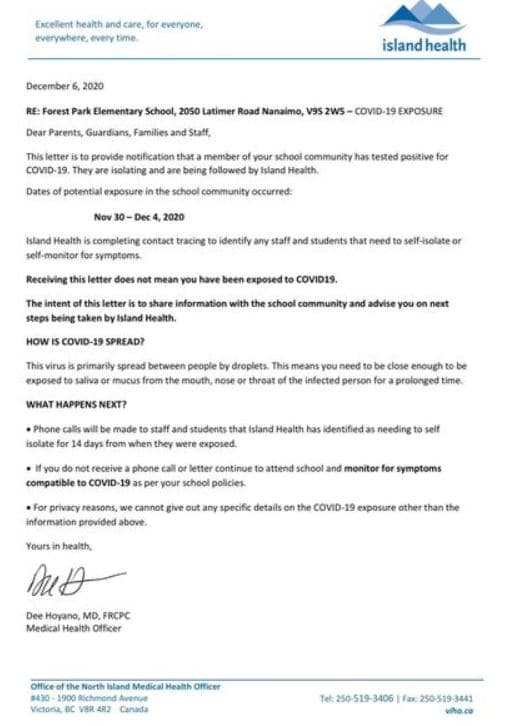 Excellent health and care, for everyone,
everywhere, every time.
island health
December 6, 2020
RE: Forest Park Elementary School, 2050 Latimer Road Nanaimo, V9S 2W5 – COVID-19 EXPOSURE
Dear Parents, Guardians, Families and Staff,
This letter is to provide notification that a member of your school community has tested positive for
COVID-19. They are isolating and are being followed by Island Health.
Dates of potential exposure in the school community occurred:
Nov 30 – Dec 4, 2020
Island Health is completing contact tracing to identify any staff and students that need to self-isolate or
self-monitor for symptoms.
Receiving this letter does not mean you have been exposed to COVID19.
The intent of this letter is to share information with the school community and advise you on next
steps being taken by Island Health.
HOW IS COVID-19 SPREAD?
This virus is primarily spread between people by droplets. This means you need to be close enough to be
exposed to saliva or mucus from the mouth, nose or throat of the infected person for a prolonged time.
WHAT HAPPENS NEXT?
• Phone calls will be made to staff and students that Island Health has identified as needing to self
isolate for 14 days from when they were exposed.
• If you do not receive a phone call or letter continue to attend school and monitor for symptoms
compatible to COVID-19 as per your school policies.
• For privacy reasons, we cannot give out any specific details on the COVID-19 exposure other than the
information provided above.
Yours in health,
Dee Hoyano, MD, FRCPC
Medical Health Officer
Office of the North Island Medical Health Officer
#430 - 1900 Richmond Avenue
Tel: 250-519-3406 | Fax: 250-519-3441
Victoria, BC V8R 4R2 Canada
viha.ca